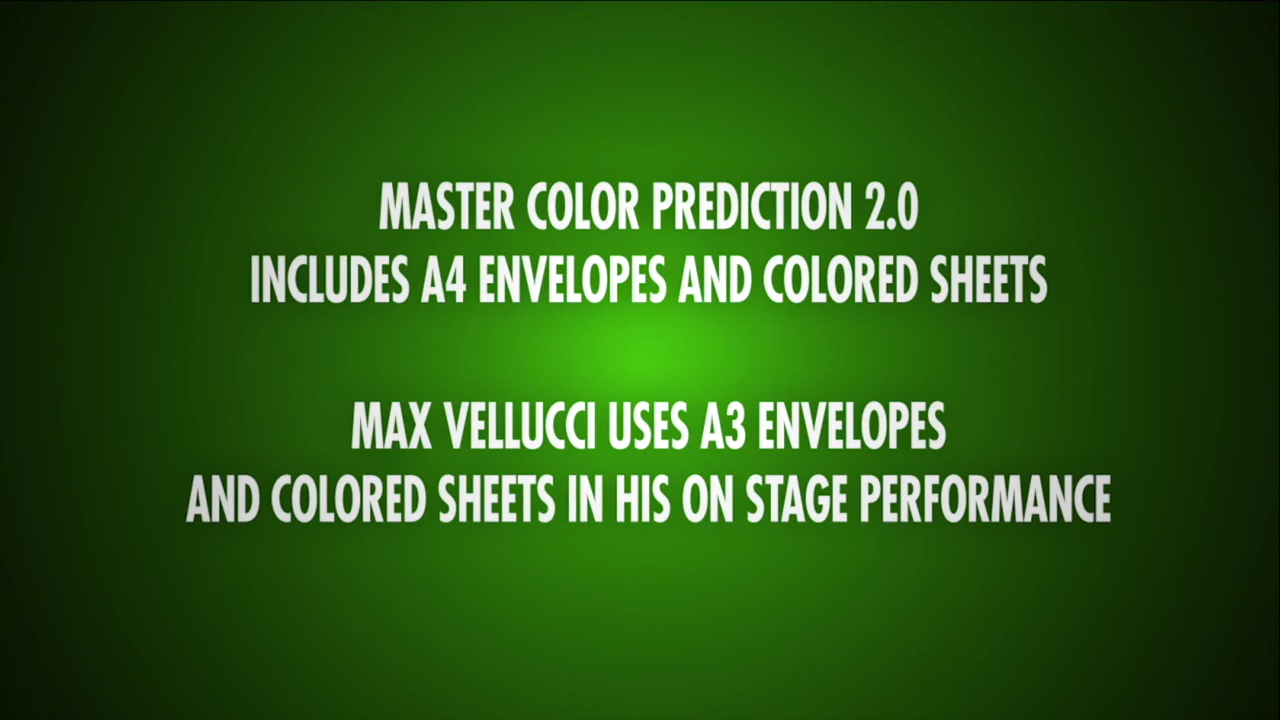 MASTER COLOR PREDICTION 2.0
INCLUDES A4 ENVELOPES AND COLORED SHEETS
MAX VELLUCCI USES A3 ENVELOPES
AND COLORED SHEETS IN HIS ON STAGE PERFORMANCE